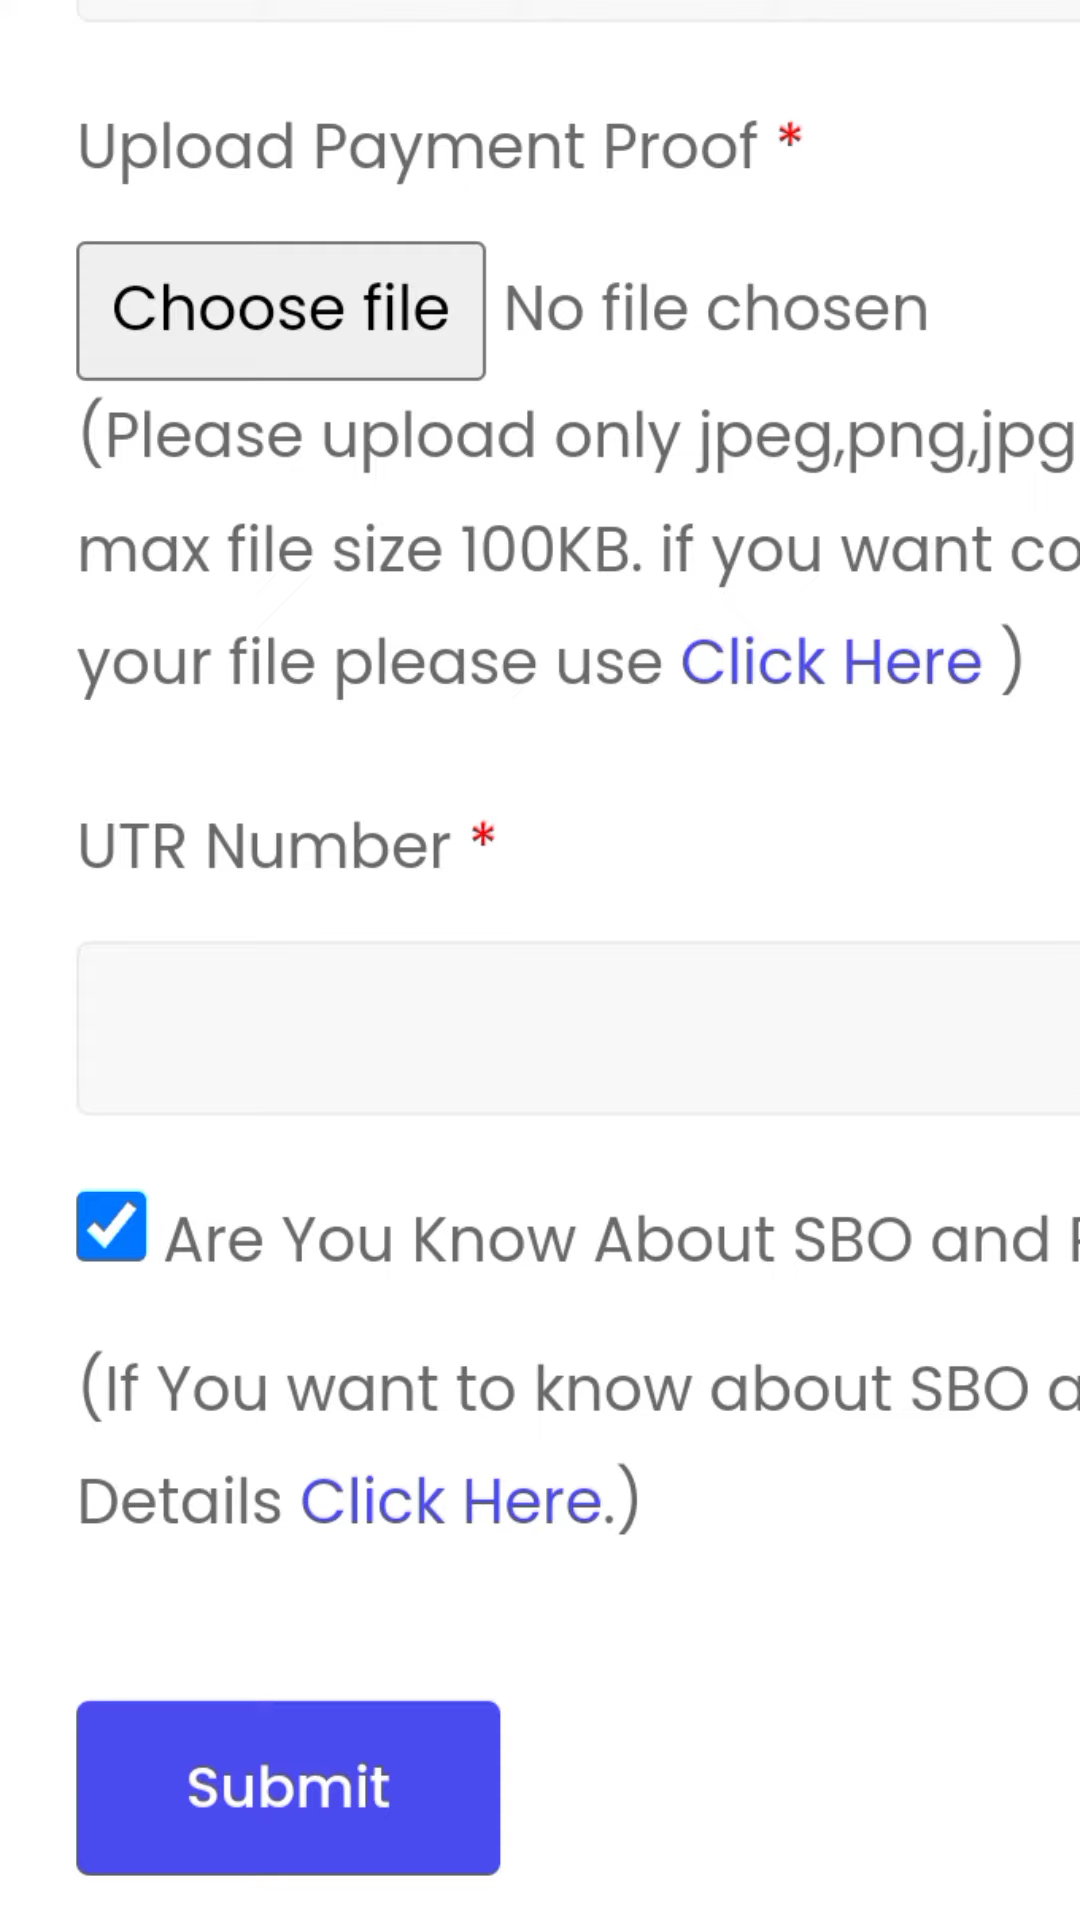 Upload Payment Proof *
Choose file No file chosen
(Please upload only jpeg,png,jpg
max file size 100KB. if you want co
your file please use Click Here )
UTR Number *
Are You Know About SBO and
(If You want to know about SBO a
Details Click Here.)
Submit